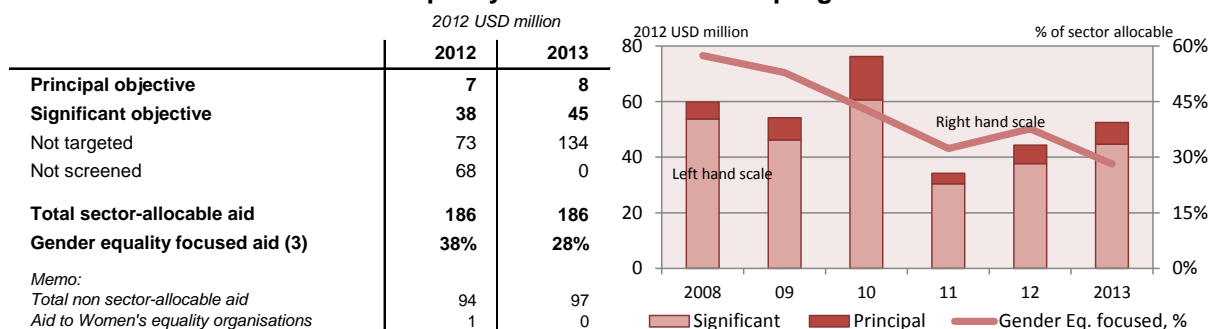 2012 USD million
2012 2013
Principal objective 7 8
Significant objective 38 45
Not targeted 73 134
Not screened 68 0
Total sector-allocable aid 186 186
Gender equality focused aid (3) 38% 28%
Memo:
Total non sector-allocable aid 94 97
Aid to Women's equality organisations 1 0
2012 USD million % of sector allocable
80 60%
60 45%
Right hand scale
40 30%
Left hand scale
20 15%
0 0%
2008 09 10 11 12 2013
Significant Principal Gender Eq. focused, %